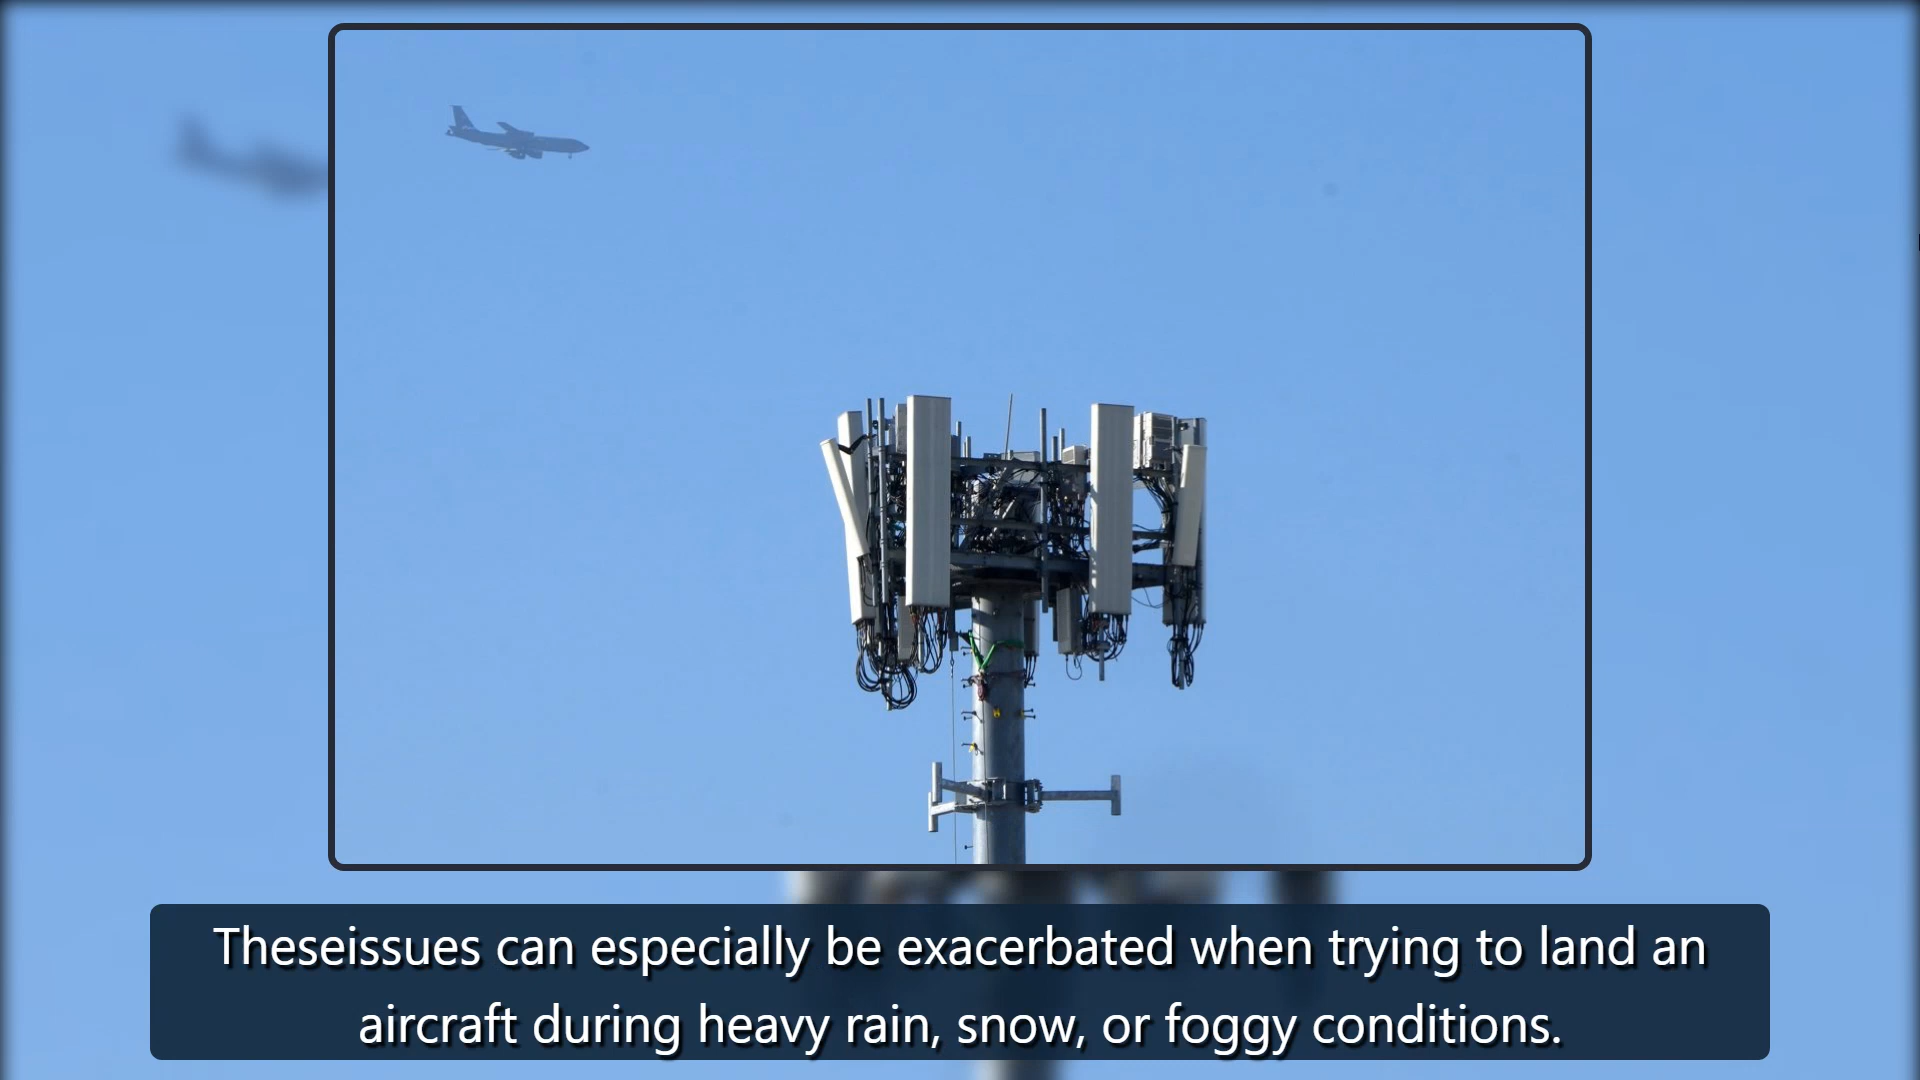 Theseissues can especially be exacerbated when trying to land an
aircraft during heavy rain, snow, or foggy conditions.